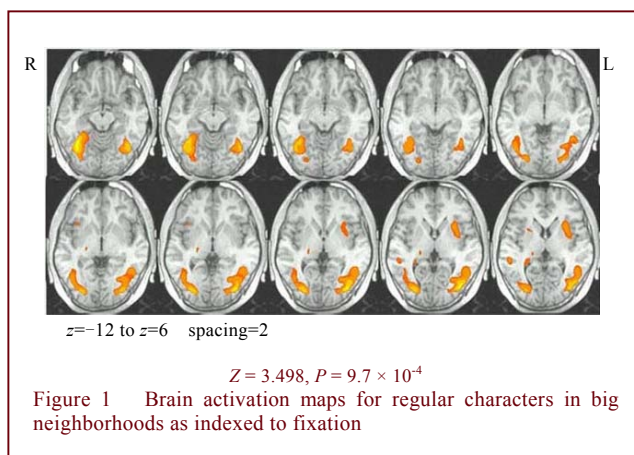 R L
z=−12 to z=6 spacing=2
Z = 3.498, P = 9.7 × 10-4
Figure 1 Brain activation maps for regular characters in big
neighborhoods as indexed to fixation